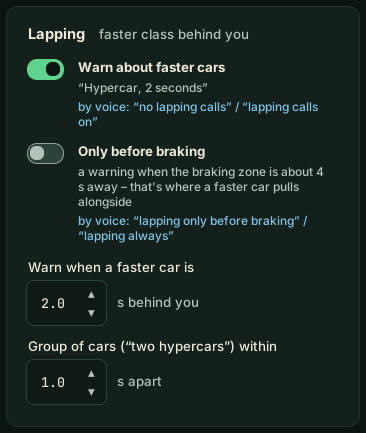 Lapping faster class behind you
Warn about faster cars
“Hypercar, 2 seconds”
by voice: “no lapping calls” / “lapping calls
on”
Only before braking
a warning when the braking zone is about 4
s away – that's where a faster car pulls
alongside
by voice: “lapping only before braking” /
“lapping always”
Warn when a faster car is
2.0 s behind you
Group of cars (“two hypercars”) within
1.0 s apart